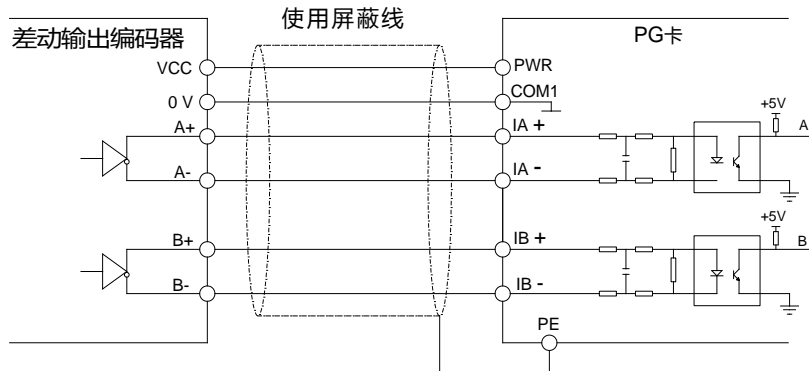 使用屏蔽线
差动输出编码器
PG卡
VCC
PWR
0 V
COM1
+5V
A+
IA +
A
A-
IA -
+5V
B+
IB +
B
B-
IB -
PE